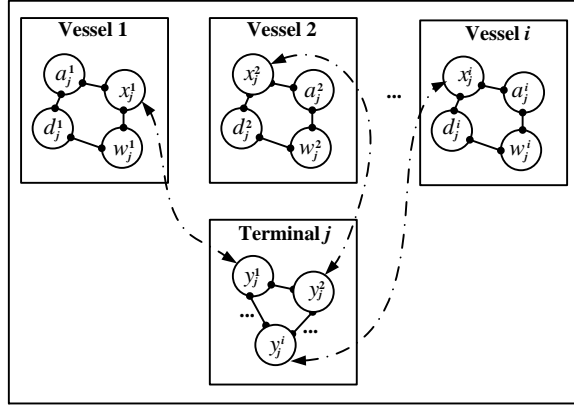 Vessel 1
a_j^1
x_j^1
d_j^1
w_j^1
Vessel 2
x_j^2
a_j^2
d_j^2
w_j^2
...
Vessel i
x_j^i
a_j^i
d_j^i
w_j^i
Terminal j
y_j^1
y_j^2
...
...
y_j^i